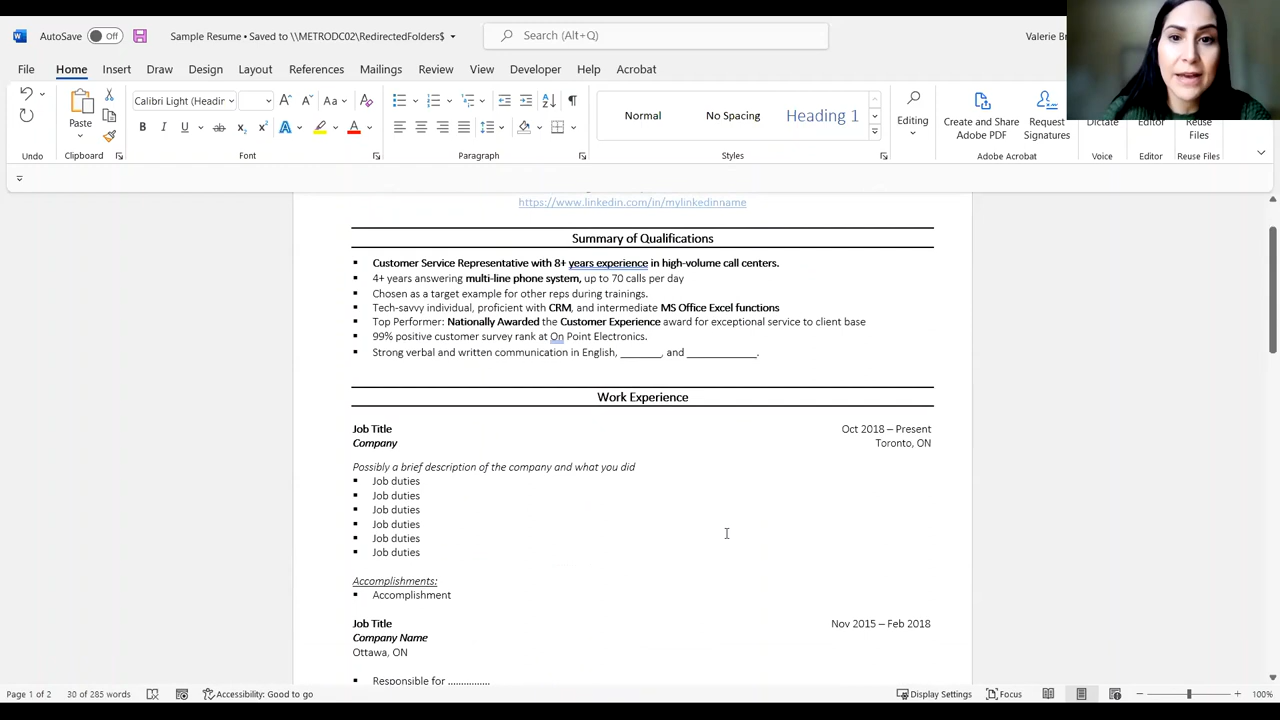 AutoSave Off Sample Resume • Saved to \\METRODC02\RedirectedFolders$ Search (Alt+Q) Valerie Br
File Home Insert Draw Design Layout References Mailings Review View Developer Help Acrobat
Calibri Light (Headir
Paste
Normal No Spacing Heading 1
Editing
Create and Share Adobe PDF
Request Signatures
Dictate
Editor
Reuse Files
Undo Clipboard Font Paragraph Styles Adobe Acrobat Voice Editor Reuse Files
https://www.linkedin.com/in/mylinkedinname
Summary of Qualifications
▪ Customer Service Representative with 8+ years experience in high-volume call centers.
▪ 4+ years answering multi-line phone system, up to 70 calls per day
▪ Chosen as a target example for other reps during trainings.
▪ Tech-savvy individual, proficient with CRM, and intermediate MS Office Excel functions
▪ Top Performer: Nationally Awarded the Customer Experience award for exceptional service to client base
▪ 99% positive customer survey rank at On Point Electronics.
▪ Strong verbal and written communication in English, _______, and ____________.
Work Experience
Job Title Oct 2018 – Present
Company Toronto, ON
Possibly a brief description of the company and what you did
▪ Job duties
▪ Job duties
▪ Job duties
▪ Job duties
▪ Job duties
▪ Job duties
Accomplishments:
▪ Accomplishment
Job Title Nov 2015 – Feb 2018
Company Name
Ottawa, ON
▪ Responsible for ...............
Page 1 of 2 30 of 285 words Accessibility: Good to go Display Settings Focus 100%